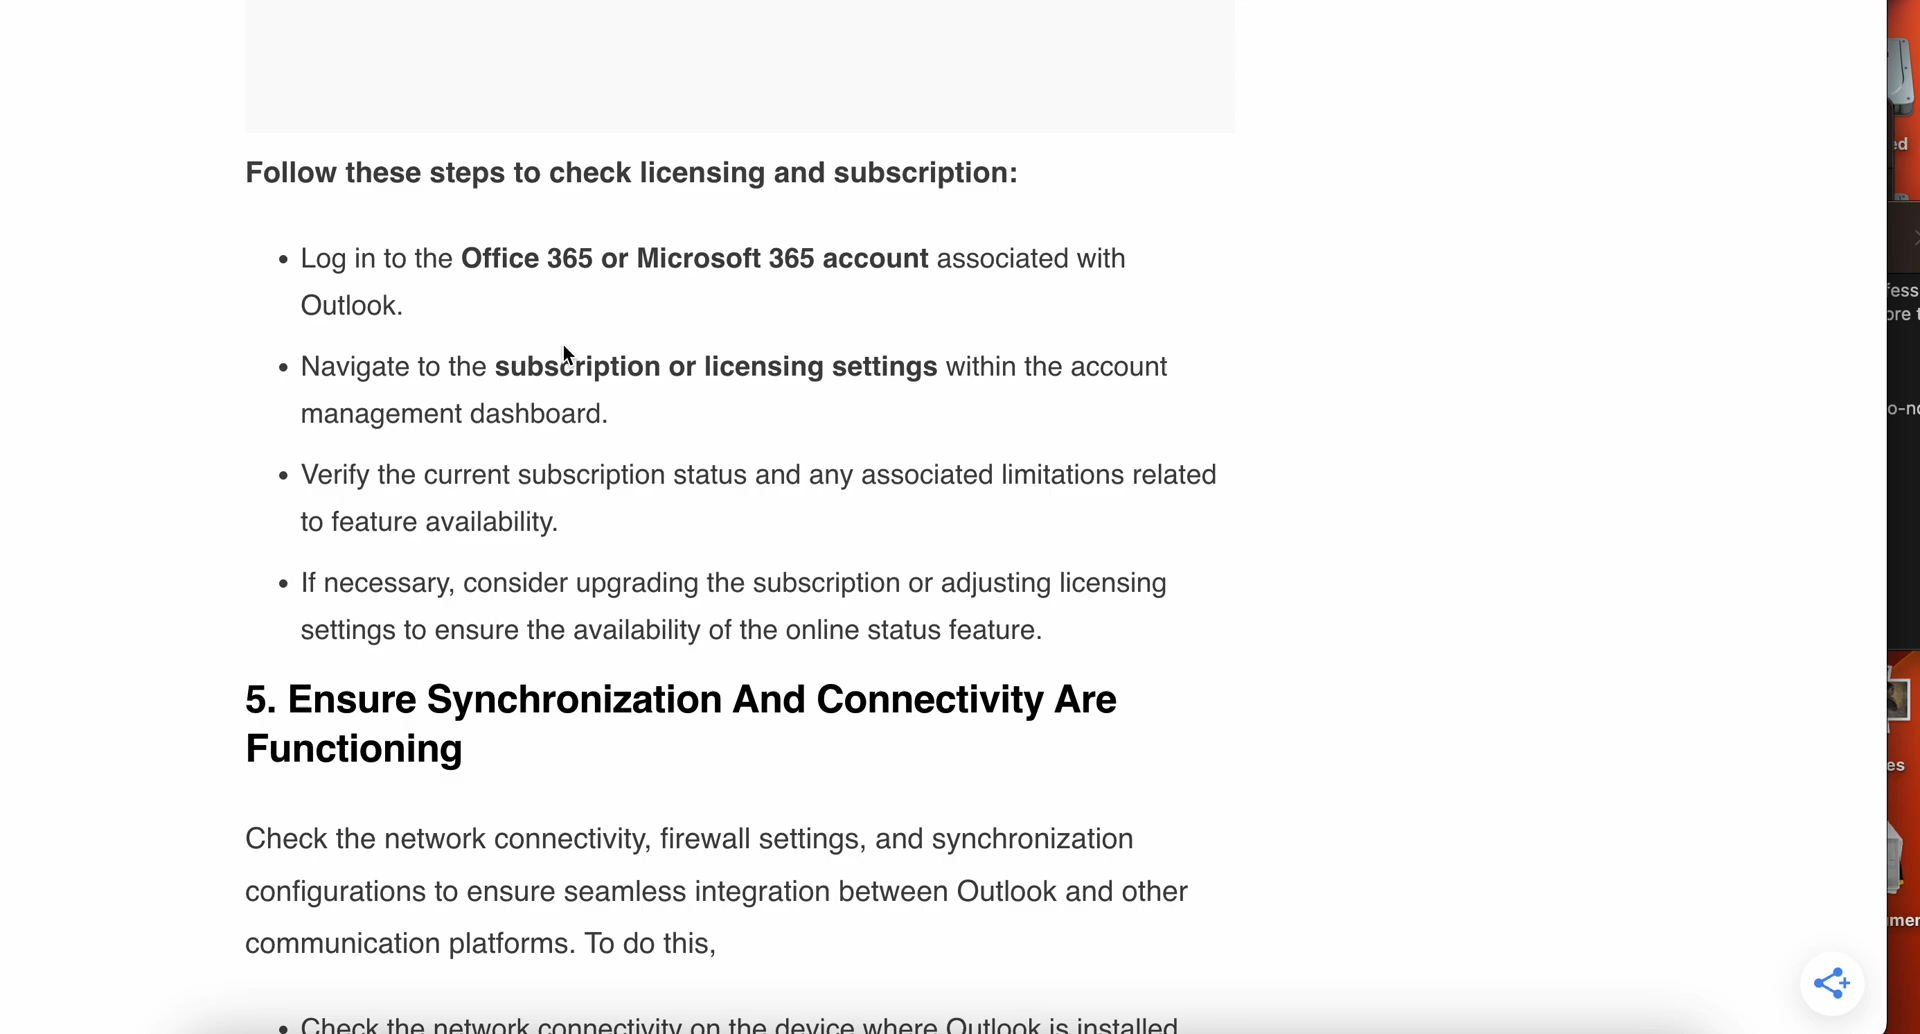 Follow these steps to check licensing and subscription:
• Log in to the Office 365 or Microsoft 365 account associated with
Outlook.
• Navigate to the subscription or licensing settings within the account
management dashboard.
• Verify the current subscription status and any associated limitations related
to feature availability.
• If necessary, consider upgrading the subscription or adjusting licensing
settings to ensure the availability of the online status feature.
5. Ensure Synchronization And Connectivity Are
Functioning
Check the network connectivity, firewall settings, and synchronization
configurations to ensure seamless integration between Outlook and other
communication platforms. To do this,
• Check the network connectivity on the device where Outlook is installed